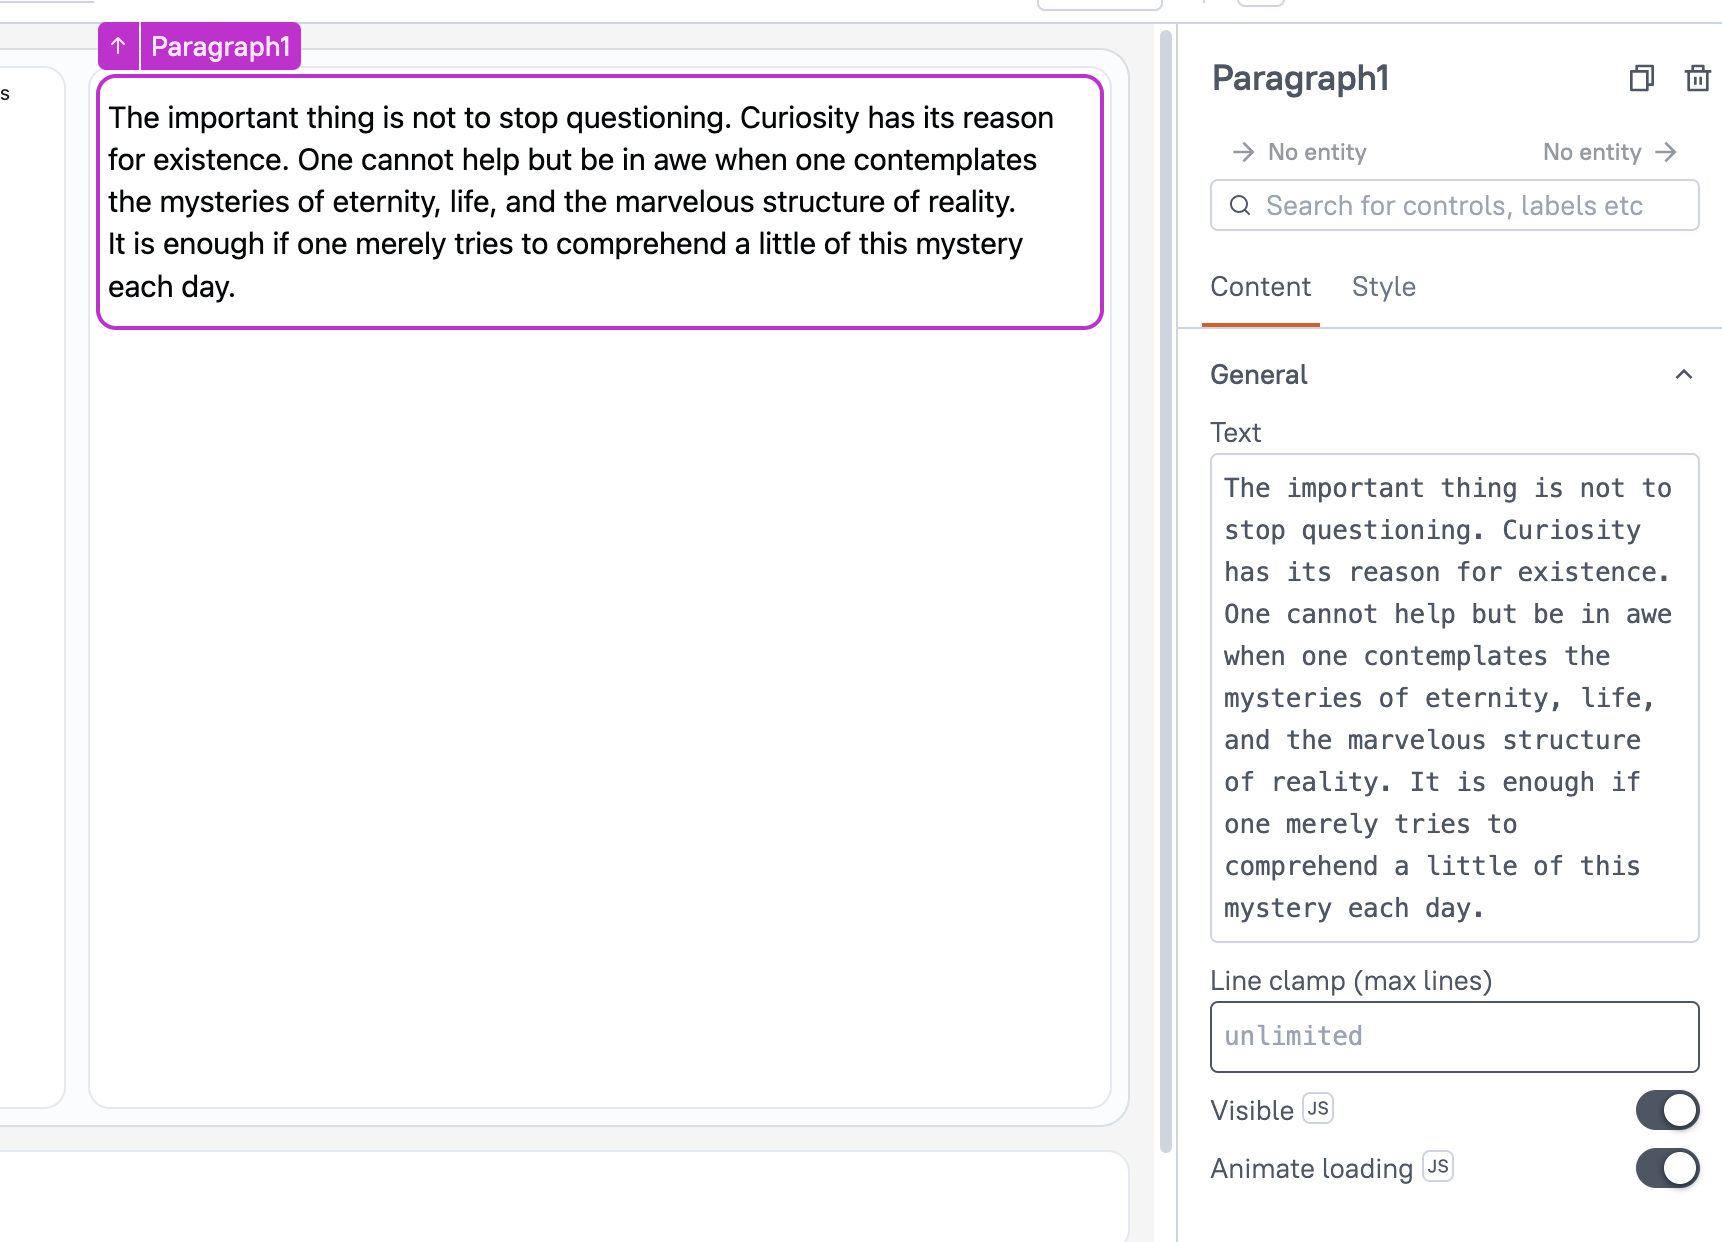 s
Paragraph1
The important thing is not to stop questioning. Curiosity has its reason
for existence. One cannot help but be in awe when one contemplates
the mysteries of eternity, life, and the marvelous structure of reality.
It is enough if one merely tries to comprehend a little of this mystery
each day.
Paragraph1
No entity
No entity
Search for controls, labels etc
Content
Style
General
Text
The important thing is not to
stop questioning. Curiosity
has its reason for existence.
One cannot help but be in awe
when one contemplates the
mysteries of eternity, life,
and the marvelous structure
of reality. It is enough if
one merely tries to
comprehend a little of this
mystery each day.
Line clamp (max lines)
unlimited
Visible JS
Animate loading JS